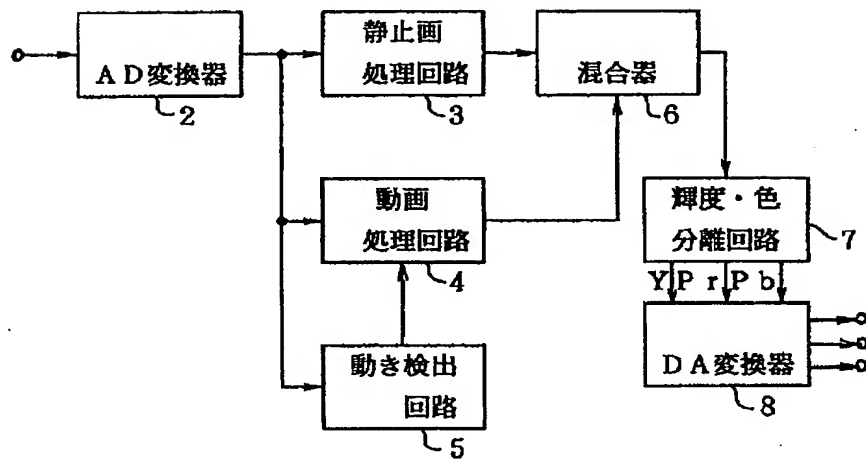 ＡＤ変換器
2
静止画
処理回路
3
混合器
6
動画
処理回路
4
輝度・色
分離回路
7
Ｙ Ｐｒ Ｐｂ
動き検出
回路
5
ＤＡ変換器
8